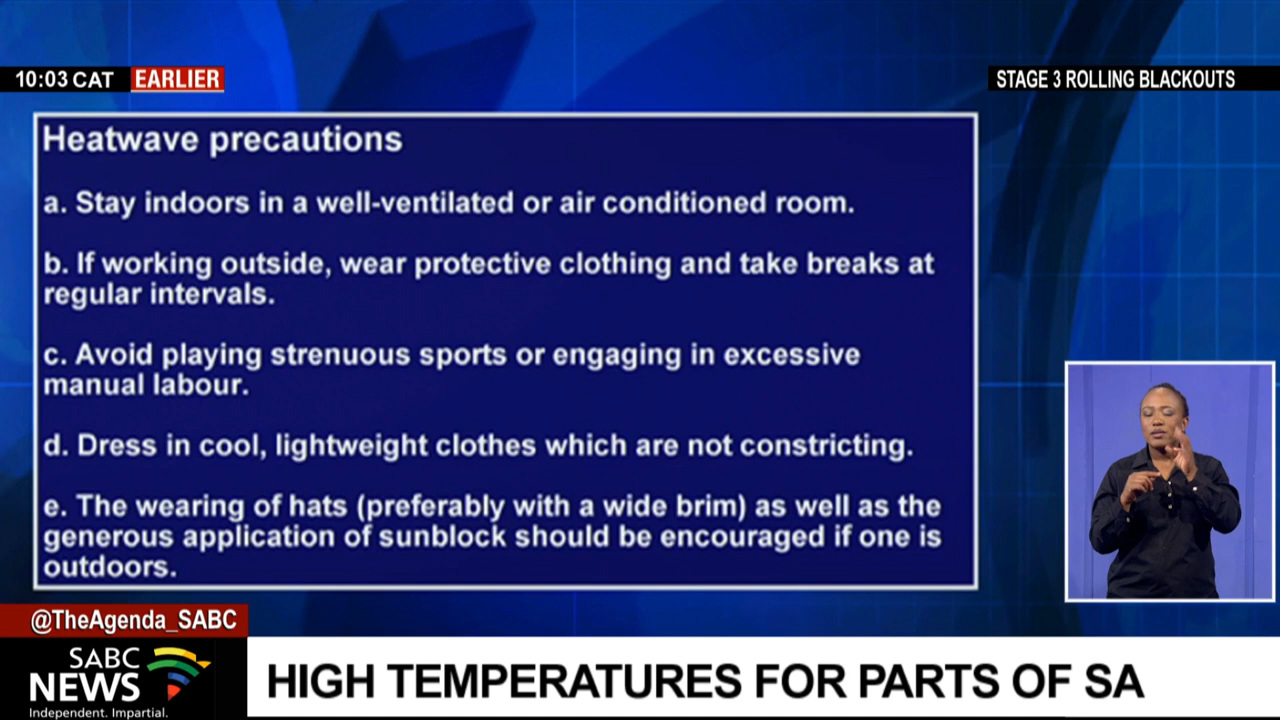 10:03 CAT EARLIER
STAGE 3 ROLLING BLACKOUTS
Heatwave precautions
a. Stay indoors in a well-ventilated or air conditioned room.
b. If working outside, wear protective clothing and take breaks at
regular intervals.
c. Avoid playing strenuous sports or engaging in excessive
manual labour.
d. Dress in cool, lightweight clothes which are not constricting.
e. The wearing of hats (preferably with a wide brim) as well as the
generous application of sunblock should be encouraged if one is
outdoors.
@TheAgenda_SABC
SABC
NEWS
Independent. Impartial.
HIGH TEMPERATURES FOR PARTS OF SA